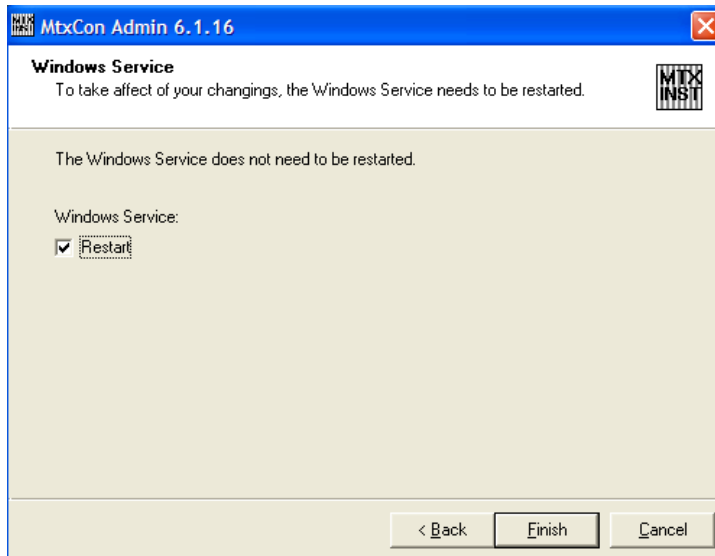 MtxCon Admin 6.1.16
Windows Service
To take affect of your changings, the Windows Service needs to be restarted.
MTX
INST
The Windows Service does not need to be restarted.
Windows Service:
Restart
< Back
Finish
Cancel